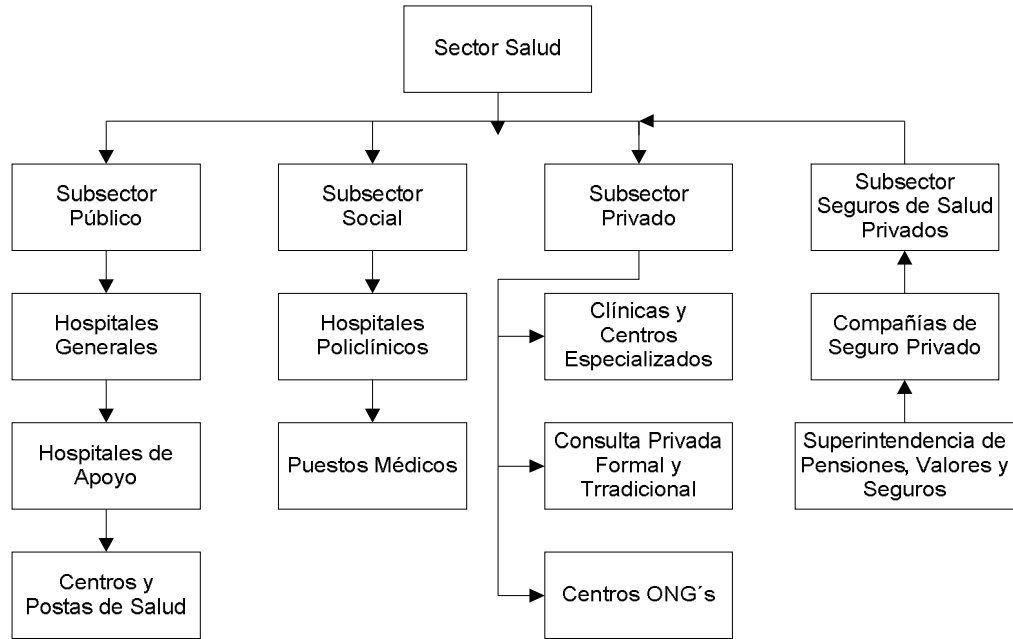 Sector Salud
Subsector
Público
Subsector
Social
Subsector
Privado
Subsector
Seguros de Salud
Privados
Hospitales
Generales
Hospitales
Policlínicos
Clínicas y
Centros
Especializados
Compañías de
Seguro Privado
Hospitales de
Apoyo
Puestos Médicos
Consulta Privada
Formal y
Trradicional
Superintendencia de
Pensiones, Valores y
Seguros
Centros y
Postas de Salud
Centros ONG´s